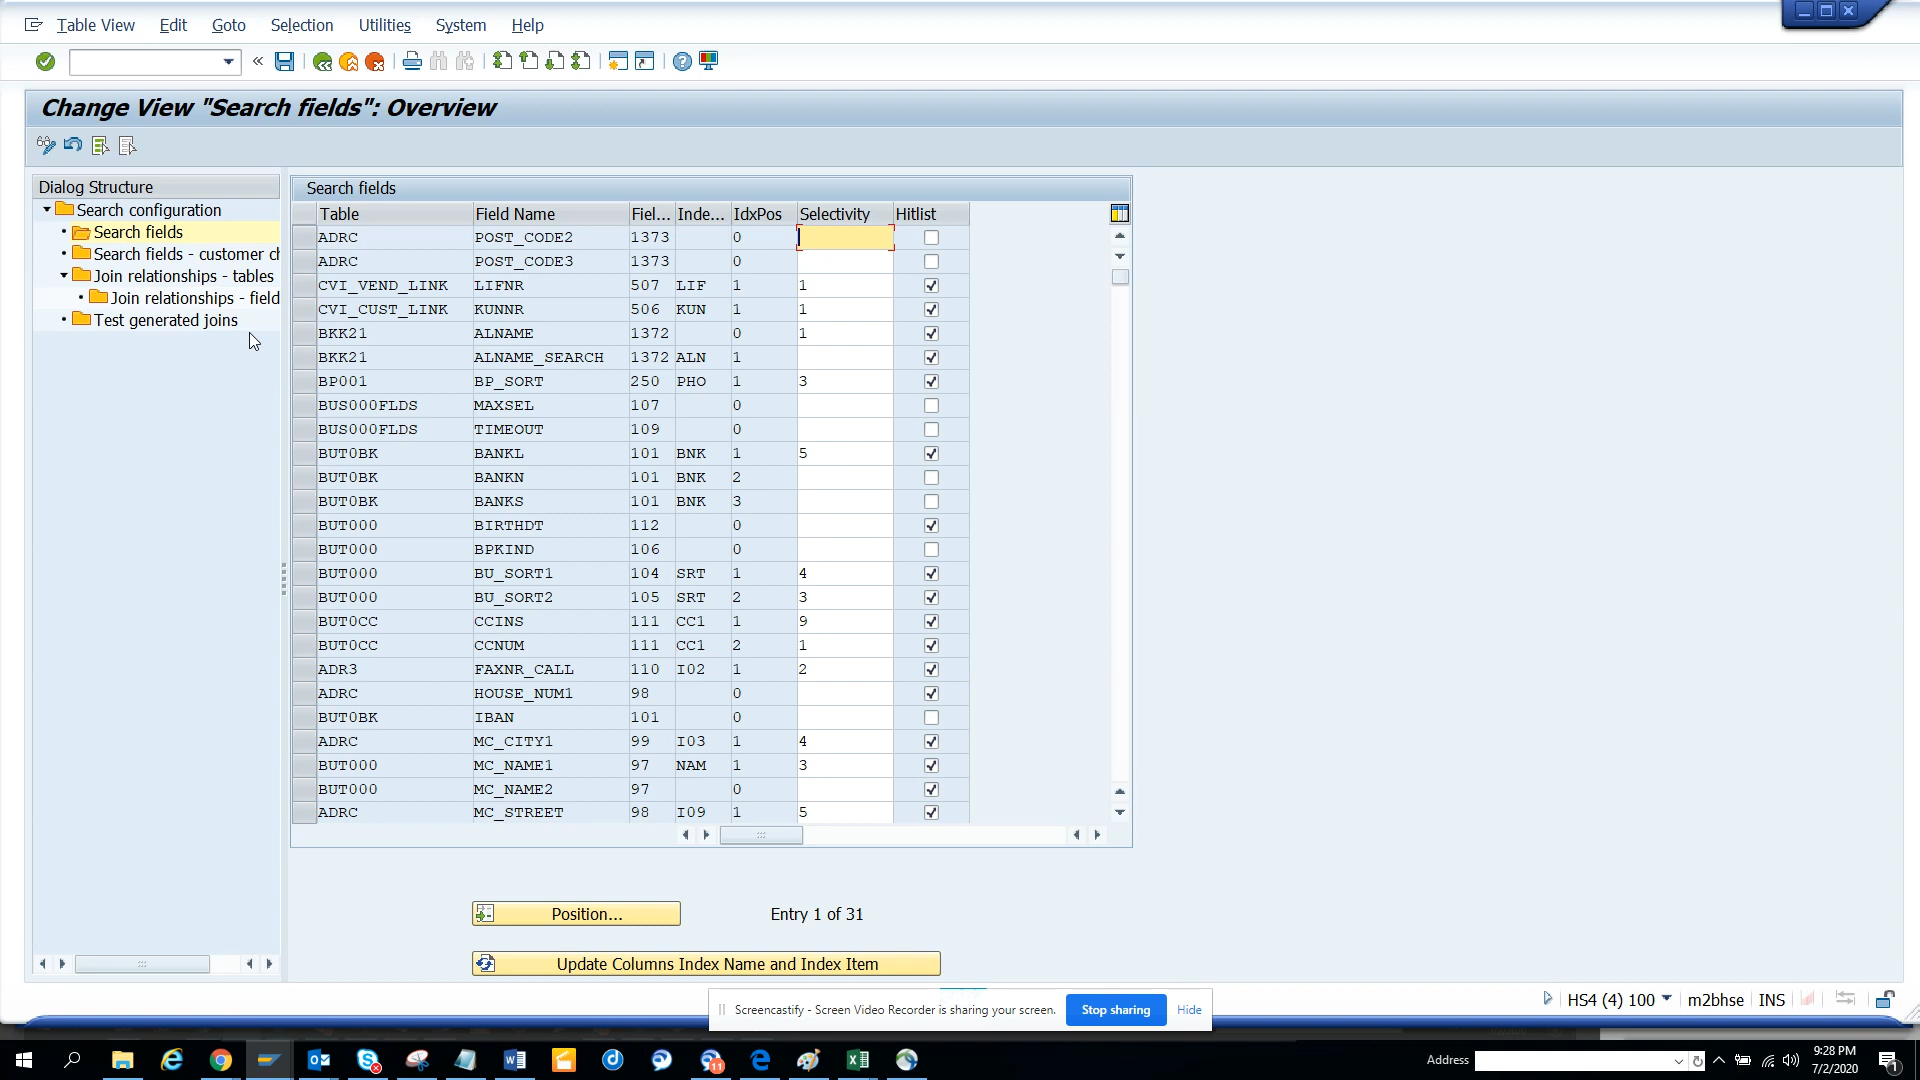 Table View Edit Goto Selection Utilities System Help
Change View "Search fields": Overview
Dialog Structure
Search configuration
Search fields
Search fields - customer ch
Join relationships - tables
Join relationships - field
Test generated joins
Search fields
Table Field Name Fiel... Inde... IdxPos Selectivity Hitlist
ADRC POST_CODE2 1373 0
ADRC POST_CODE3 1373 0
CVI_VEND_LINK LIFNR 507 LIF 1 1
CVI_CUST_LINK KUNNR 506 KUN 1 1
BKK21 ALNAME 1372 0 1
BKK21 ALNAME_SEARCH 1372 ALN 1
BP001 BP_SORT 250 PHO 1 3
BUS000FLDS MAXSEL 107 0
BUS000FLDS TIMEOUT 109 0
BUT0BK BANKL 101 BNK 1 5
BUT0BK BANKN 101 BNK 2
BUT0BK BANKS 101 BNK 3
BUT000 BIRTHDT 112 0
BUT000 BPKIND 106 0
BUT000 BU_SORT1 104 SRT 1 4
BUT000 BU_SORT2 105 SRT 2 3
BUT0CC CCINS 111 CC1 1 9
BUT0CC CCNUM 111 CC1 2 1
ADR3 FAXNR_CALL 110 I02 1 2
ADRC HOUSE_NUM1 98 0
BUT0BK IBAN 101 0
ADRC MC_CITY1 99 I03 1 4
BUT000 MC_NAME1 97 NAM 1 3
BUT000 MC_NAME2 97 0
ADRC MC_STREET 98 I09 1 5
Position... Entry 1 of 31
Update Columns Index Name and Index Item
Screencastify - Screen Video Recorder is sharing your screen. Stop sharing Hide
HS4 (4) 100 m2bhse INS
11
Address
9:28 PM
7/2/2020
1